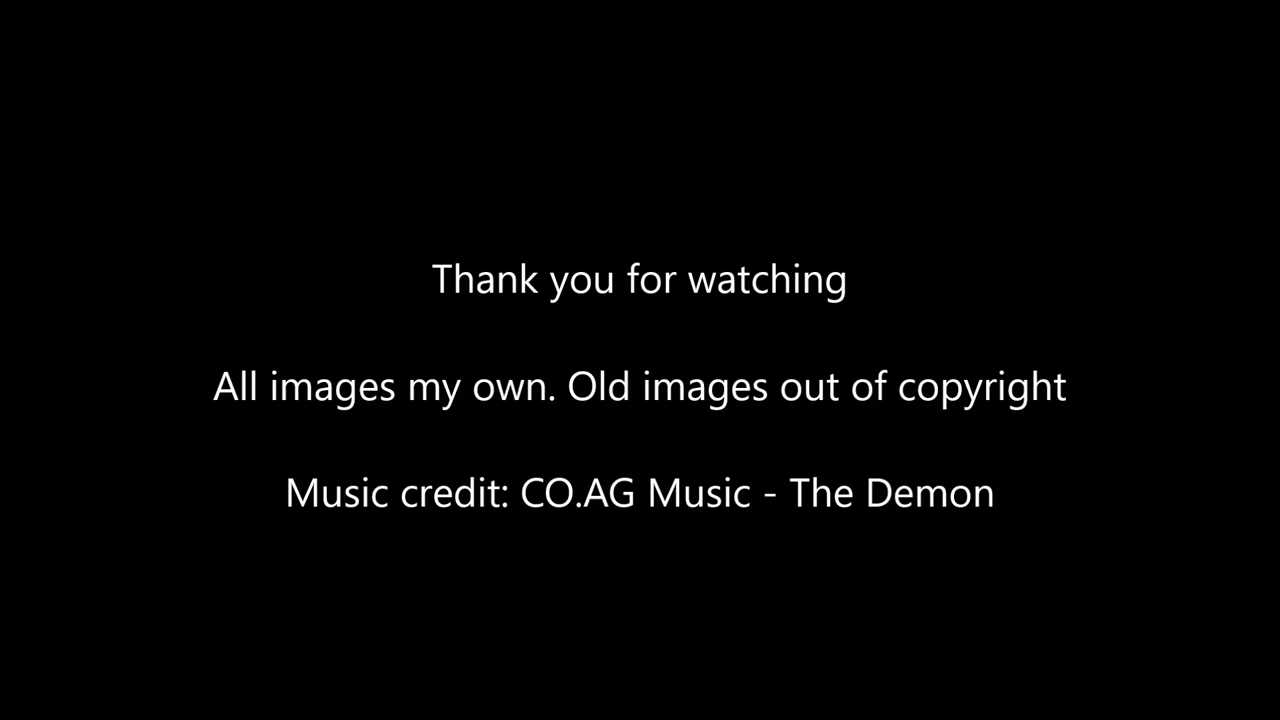 Thank you for watching
All images my own. Old images out of copyright
Music credit: CO.AG Music - The Demon